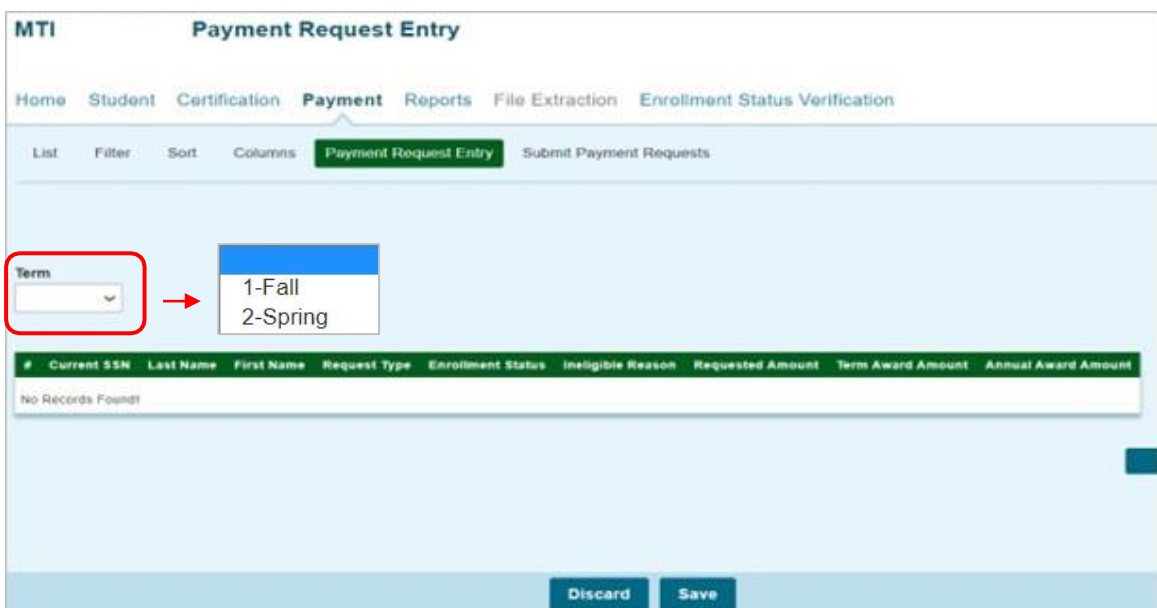 MTI Payment Request Entry
Home Student Certification Payment Reports File Extraction Enrollment Status Verification
List Filter Sort Columns Payment Request Entry Submit Payment Requests
Term
1-Fall
2-Spring
# Current SSN Last Name First Name Request Type Enrollment Status Ineligible Reason Requested Amount Term Award Amount Annual Award Amount
No Records Found!
Discard Save